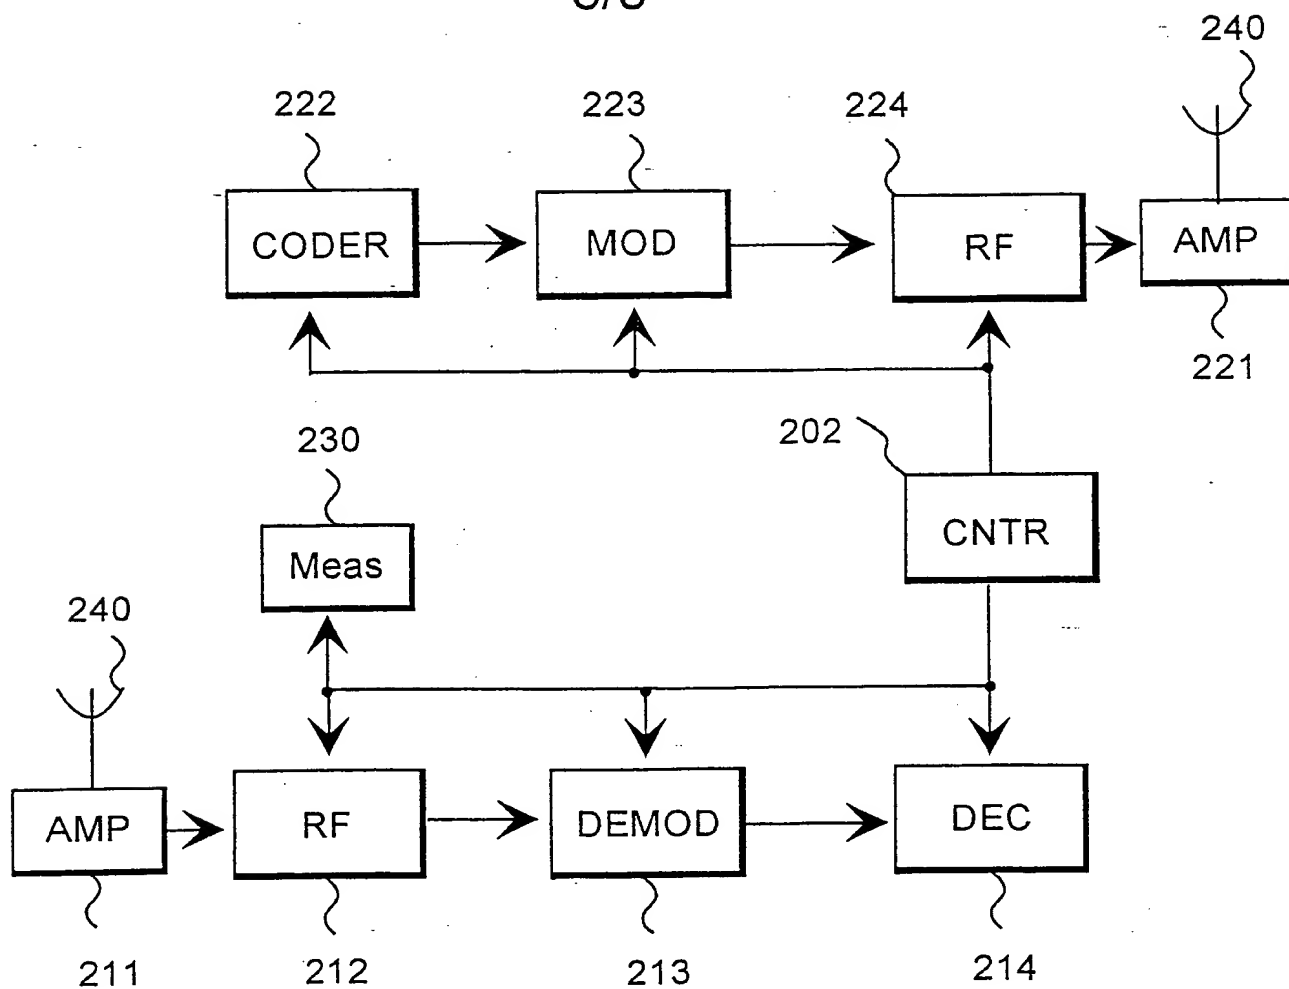 240
222
223
224
CODER
MOD
RF
AMP
221
230
202
CNTR
Meas
240
AMP
RF
DEMOD
DEC
211
212
213
214